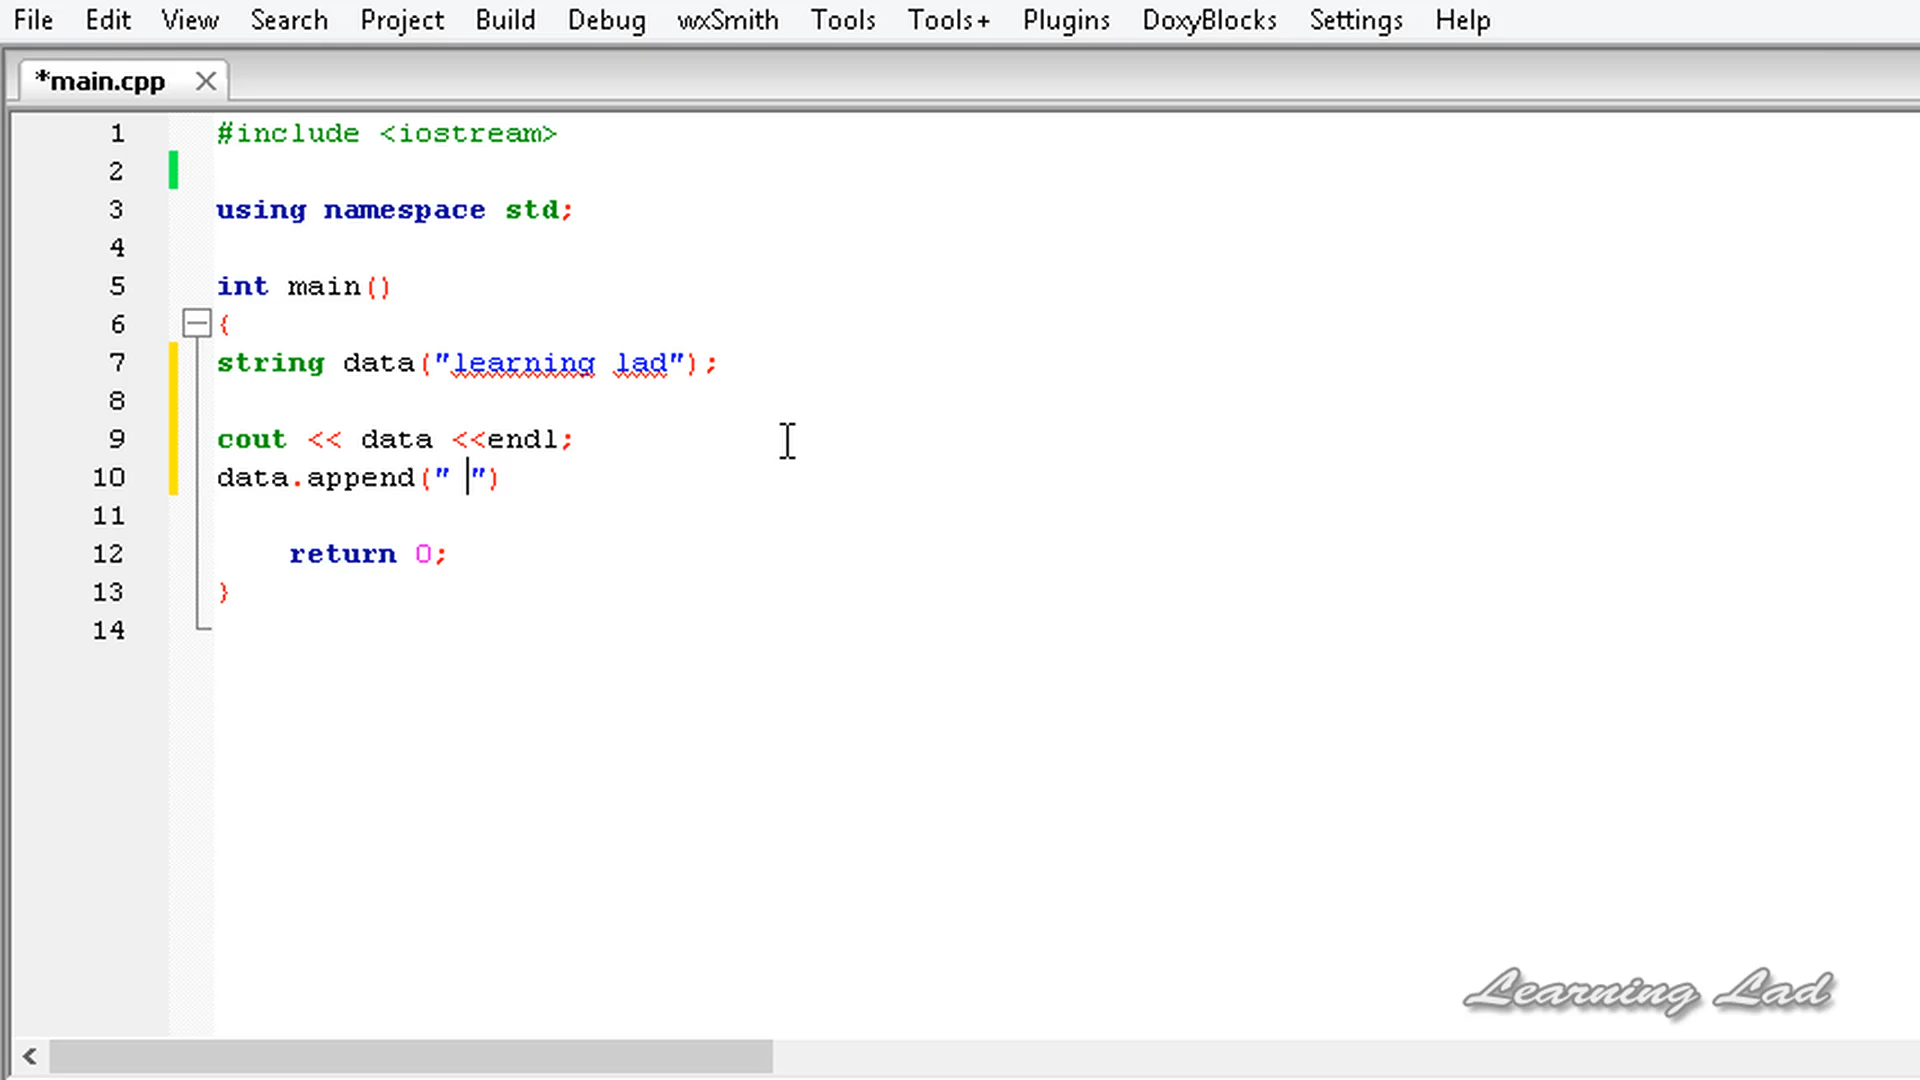 File Edit View Search Project Build Debug wxSmith Tools Tools+ Plugins DoxyBlocks Settings Help
*main.cpp
1 #include <iostream>
2
3 using namespace std;
4
5 int main()
6 {
7 string data("learning lad");
8
9 cout << data <<endl;
10 data.append(" ")
11
12 return 0;
13 }
14
Learning Lad